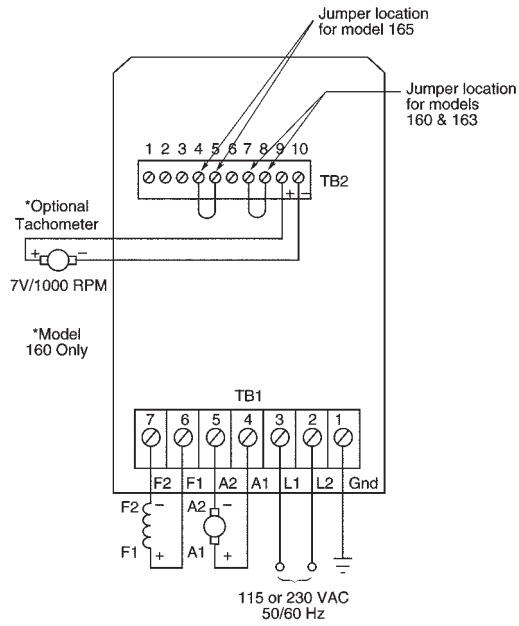 Jumper location
for model 165
Jumper location
for models
160 & 163
1 2 3 4 5 6 7 8 9 10
TB2
+ –
*Optional
Tachometer
+ –
7V/1000 RPM
*Model
160 Only
TB1
7 6 5 4 3 2 1
F2 F1 A2 A1 L1 L2 Gnd
F2 – A2 –
F1 + A1 +
115 or 230 VAC
50/60 Hz